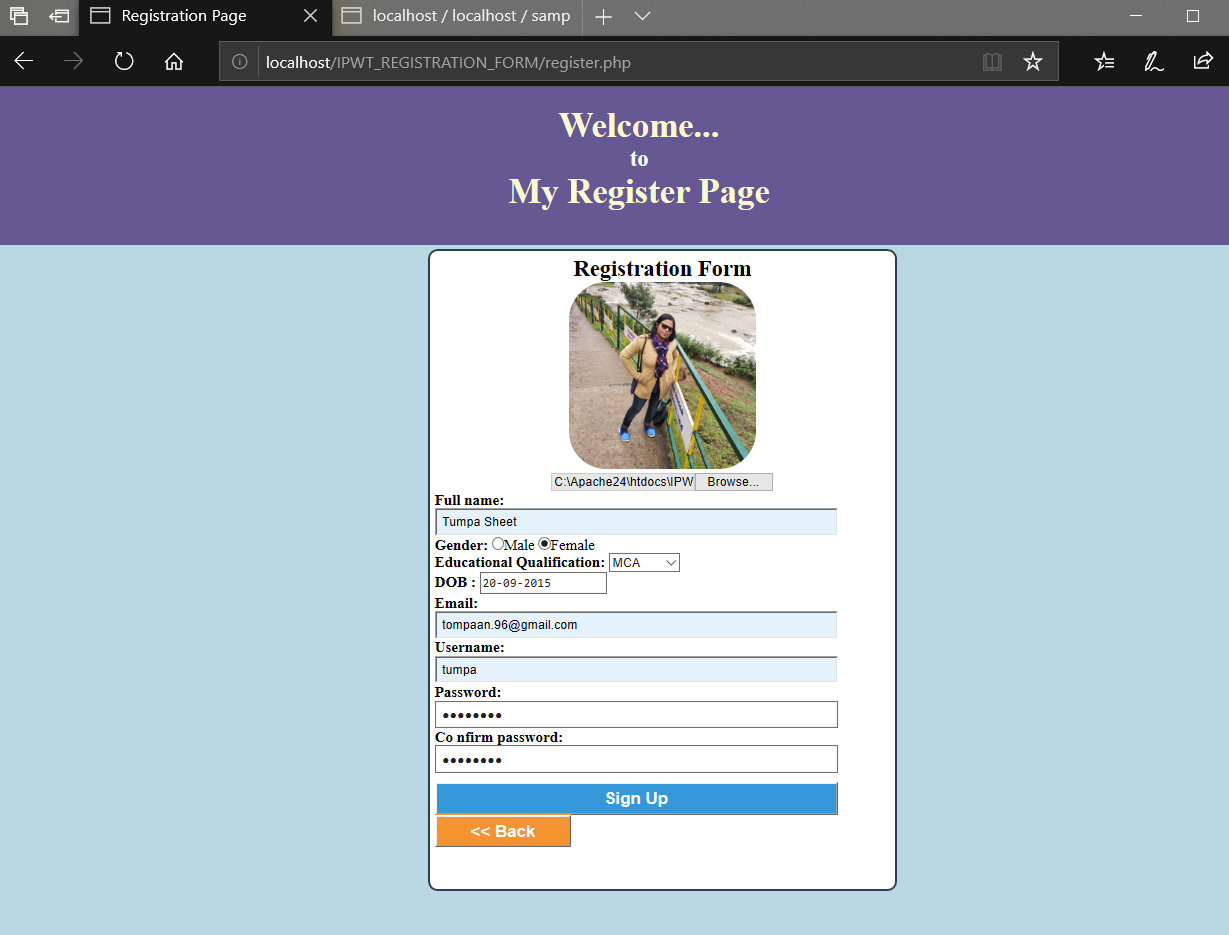 Registration Page
localhost / localhost / samp
localhost/IPWT_REGISTRATION_FORM/register.php
Welcome...
to
My Register Page
Registration Form
C:\Apache24\htdocs\IPW Browse...
Full name:
Tumpa Sheet
Gender: Male Female
Educational Qualification: MCA
DOB : 20-09-2015
Email:
tompaan.96@gmail.com
Username:
tumpa
Password:
••••••••
Co nfirm password:
••••••••
Sign Up
<< Back